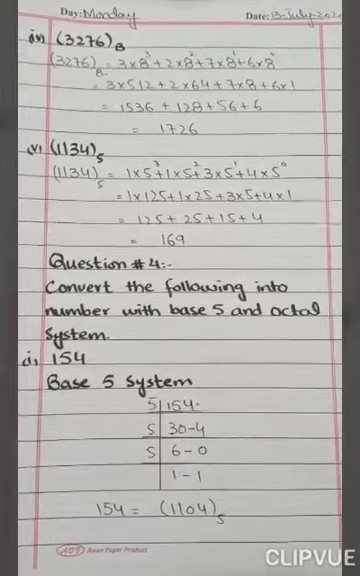 Day: Monday Date: 13-July-202
iv, (3276)₈
(3276)₈ = 3×8³+2×8²+7×8¹+6×8⁰
= 3×512+2×64+7×8+6×1
= 1536+128+56+6
= 1726
v, (1134)₅
(1134)₅ = 1×5³+1×5²+3×5¹+4×5⁰
= 1×125+1×25+3×5+4×1
= 125+25+15+4
= 169
Question #4:-
Convert the following into
number with base 5 and octal
System.
i, 154
Base 5 System
5 | 154.
5 | 30-4
5 | 6-0
| 1-1
154 = (1104)₅
Paper Product
CLIPVUE